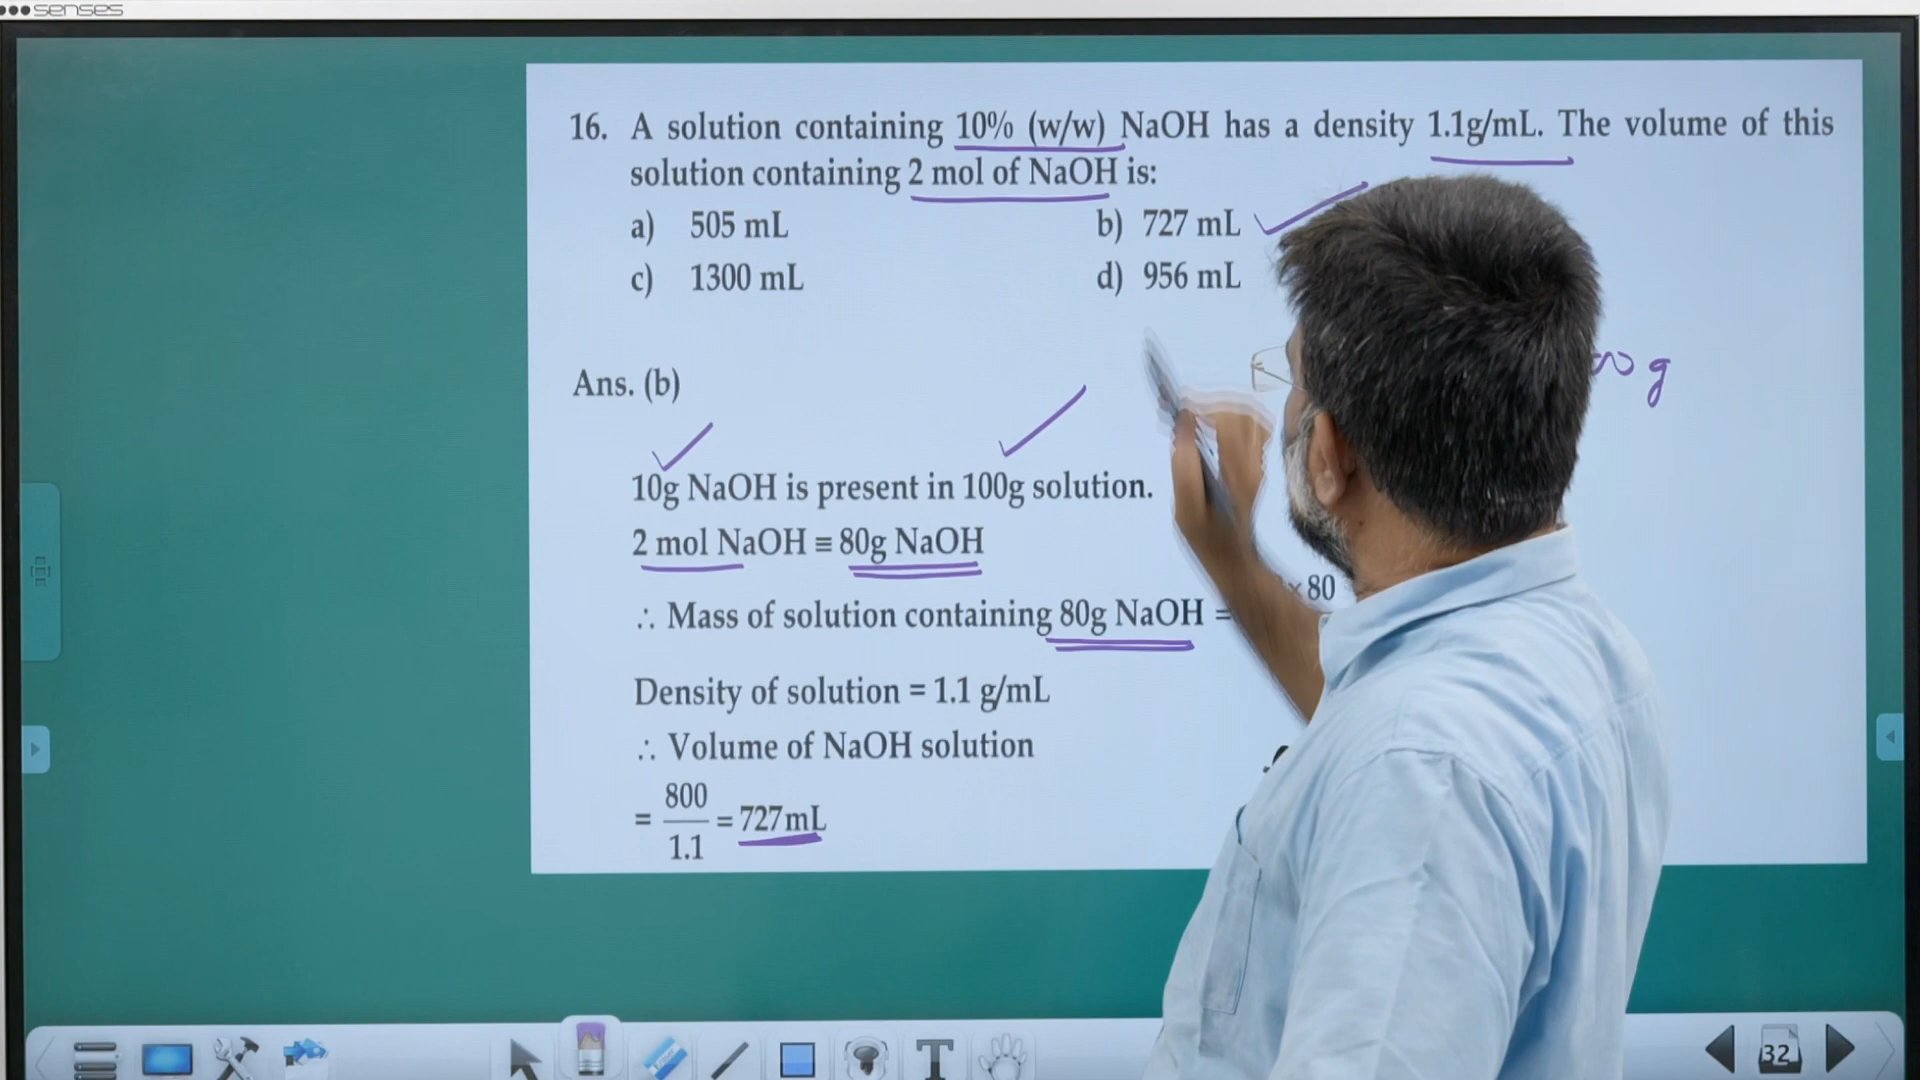 senses
16. A solution containing 10% (w/w) NaOH has a density 1.1g/mL. The volume of this
solution containing 2 mol of NaOH is:
a) 505 mL b) 727 mL
c) 1300 mL d) 956 mL
g
Ans. (b)
10g NaOH is present in 100g solution.
2 mol NaOH ≡ 80g NaOH
× 80
∴ Mass of solution containing 80g NaOH =
Density of solution = 1.1 g/mL
∴ Volume of NaOH solution
= 800/1.1 = 727mL
T
32